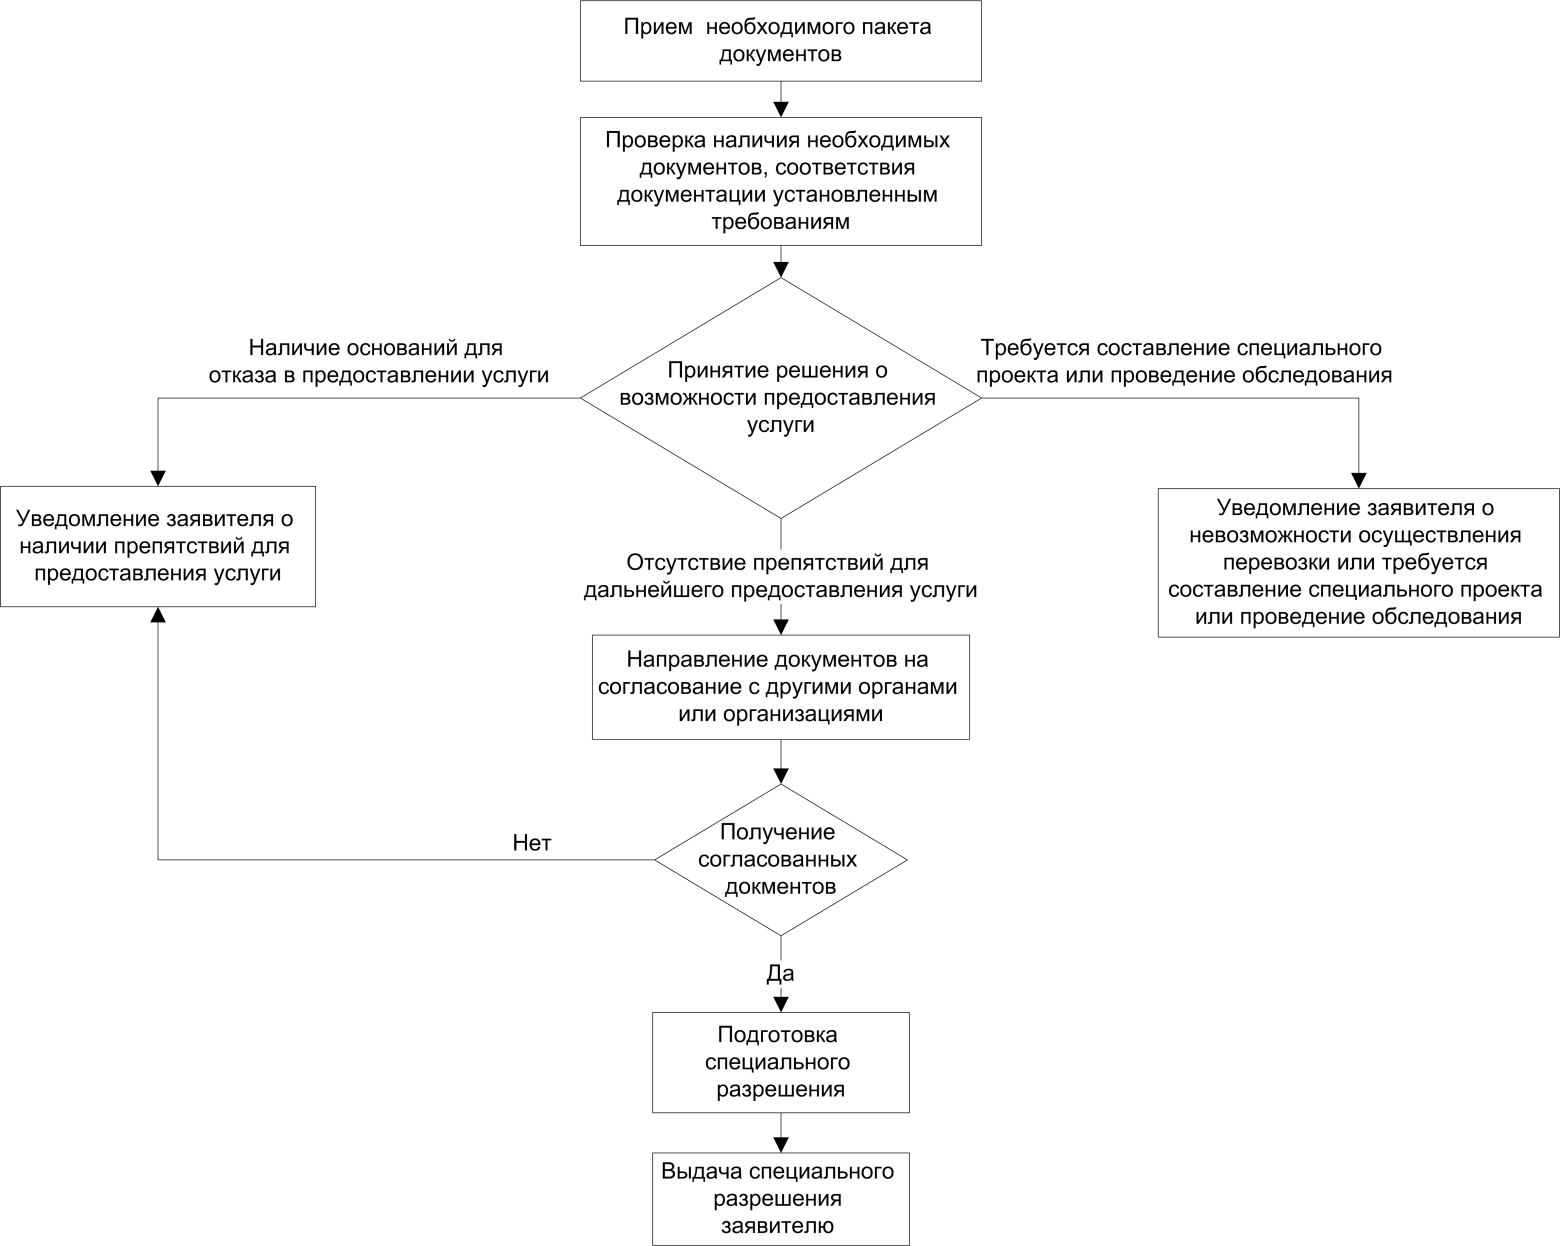 Прием необходимого пакета
документов
Проверка наличия необходимых
документов, соответствия
документации установленным
требованиям
Наличие оснований для
отказа в предоставлении услуги
Принятие решения о
возможности предоставления
услуги
Требуется составление специального
проекта или проведение обследования
Уведомление заявителя о
наличии препятствий для
предоставления услуги
Уведомление заявителя о
невозможности осуществления
перевозки или требуется
составление специального проекта
или проведение обследования
Отсутствие препятствий для
дальнейшего предоставления услуги
Направление документов на
согласование с другими органами
или организациями
Нет
Получение
согласованных
докментов
Да
Подготовка
специального
разрешения
Выдача специального
разрешения
заявителю